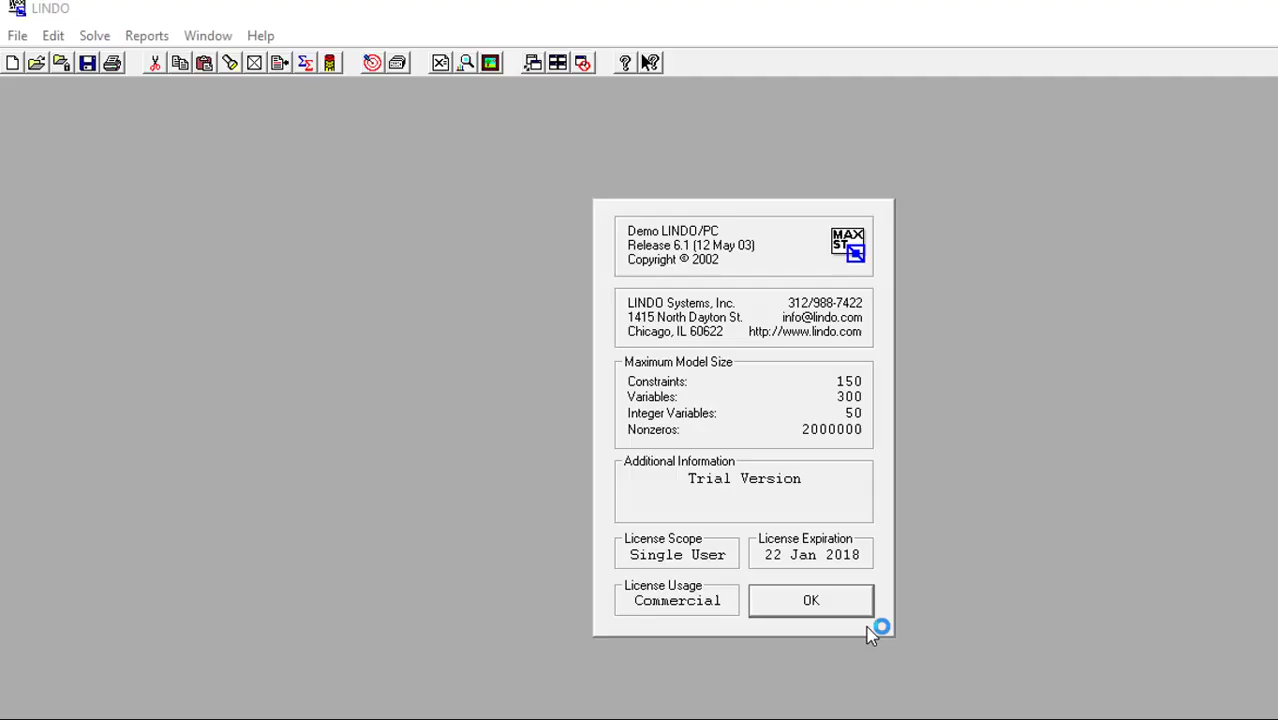 LINDO
File Edit Solve Reports Window Help
Demo LINDO/PC
Release 6.1 (12 May 03)
Copyright © 2002
MAX
ST
LINDO Systems, Inc. 312/988-7422
1415 North Dayton St. info@lindo.com
Chicago, IL 60622 http://www.lindo.com
Maximum Model Size
Constraints: 150
Variables: 300
Integer Variables: 50
Nonzeros: 2000000
Additional Information
Trial Version
License Scope License Expiration
Single User 22 Jan 2018
License Usage
Commercial OK